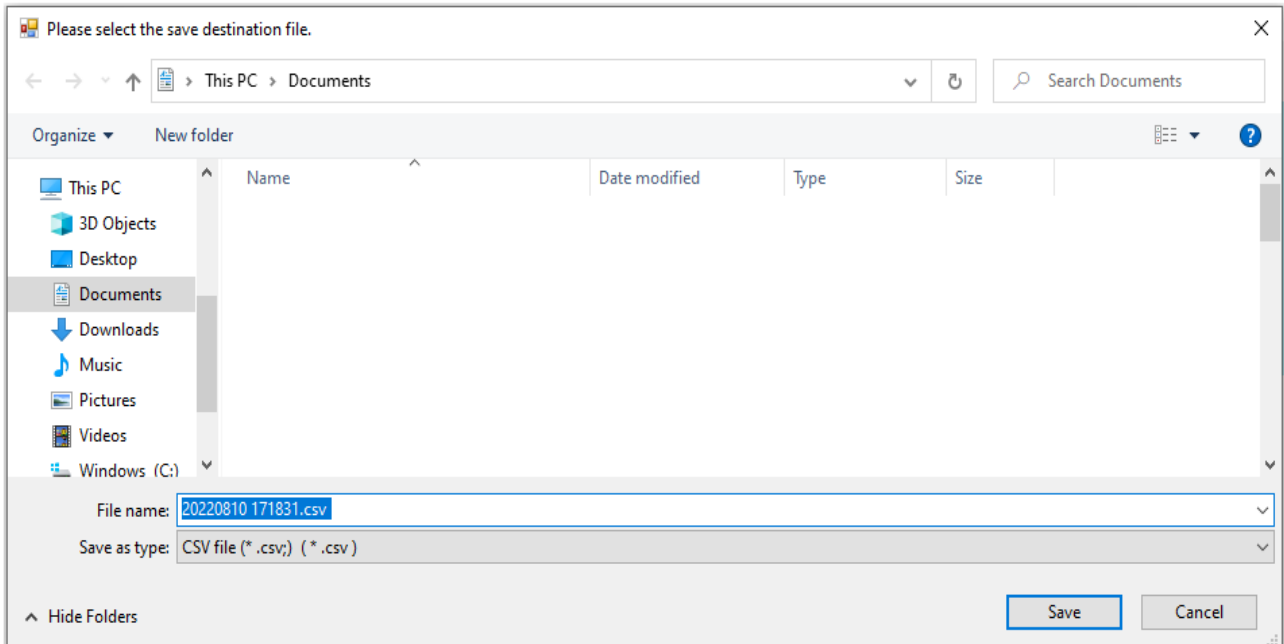 Please select the save destination file.
This PC > Documents
Search Documents
Organize
New folder
Name
Date modified
Type
Size
This PC
3D Objects
Desktop
Documents
Downloads
Music
Pictures
Videos
Windows (C:)
File name: 20220810 171831.csv
Save as type: CSV file (* .csv;) ( * .csv )
Hide Folders
Save
Cancel